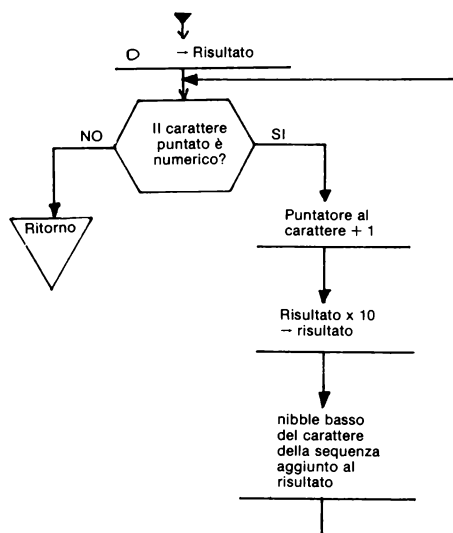 O → Risultato
Il carattere
puntato è
numerico?
NO
SI
Ritorno
Puntatore al
carattere + 1
Risultato x 10
→ risultato
nibble basso
del carattere
della sequenza
aggiunto al
risultato